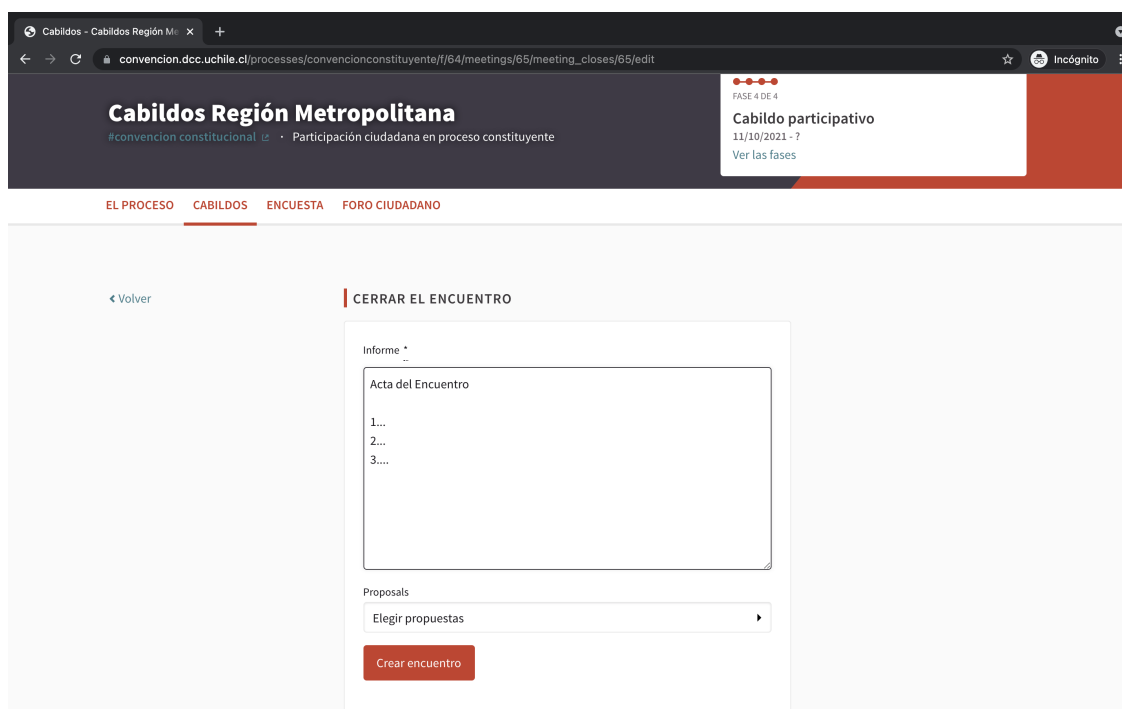 Cabildos - Cabildos Región Me
convencion.dcc.uchile.cl/processes/convencionconstituyente/f/64/meetings/65/meeting_closes/65/edit
Incógnito
Cabildos Región Metropolitana
#convencion constitucional · Participación ciudadana en proceso constituyente
FASE 4 DE 4
Cabildo participativo
11/10/2021 - ?
Ver las fases
EL PROCESO CABILDOS ENCUESTA FORO CIUDADANO
Volver
CERRAR EL ENCUENTRO
Informe *
Acta del Encuentro
1...
2...
3....
Proposals
Elegir propuestas
Crear encuentro